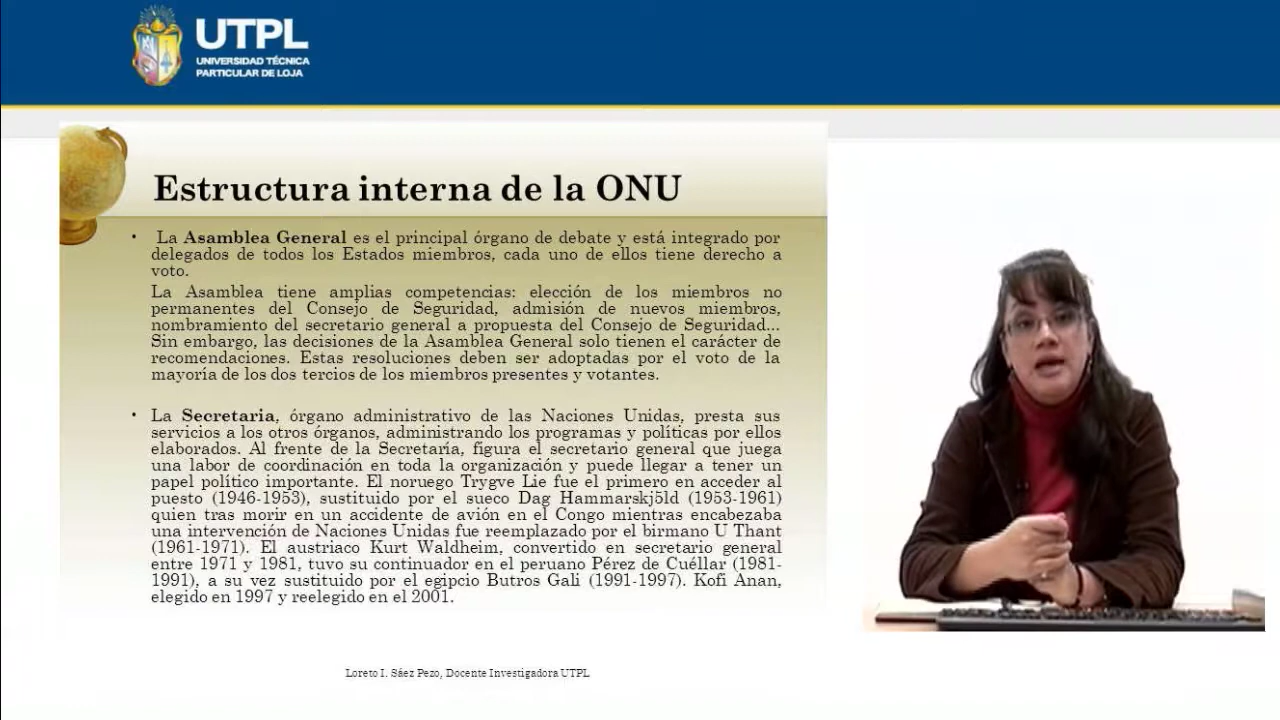 UTPL
UNIVERSIDAD TÉCNICA
PARTICULAR DE LOJA
Estructura interna de la ONU
• La Asamblea General es el principal órgano de debate y está integrado por
delegados de todos los Estados miembros, cada uno de ellos tiene derecho a
voto.
La Asamblea tiene amplias competencias: elección de los miembros no
permanentes del Consejo de Seguridad, admisión de nuevos miembros,
nombramiento del secretario general a propuesta del Consejo de Seguridad...
Sin embargo, las decisiones de la Asamblea General solo tienen el carácter de
recomendaciones. Estas resoluciones deben ser adoptadas por el voto de la
mayoría de los dos tercios de los miembros presentes y votantes.
• La Secretaria, órgano administrativo de las Naciones Unidas, presta sus
servicios a los otros órganos, administrando los programas y políticas por ellos
elaborados. Al frente de la Secretaría, figura el secretario general que juega
una labor de coordinación en toda la organización y puede llegar a tener un
papel político importante. El noruego Trygve Lie fue el primero en acceder al
puesto (1946-1953), sustituido por el sueco Dag Hammarskjöld (1953-1961)
quien tras morir en un accidente de avión en el Congo mientras encabezaba
una intervención de Naciones Unidas fue reemplazado por el birmano U Thant
(1961-1971). El austriaco Kurt Waldheim, convertido en secretario general
entre 1971 y 1981, tuvo su continuador en el peruano Pérez de Cuéllar (1981-
1991), a su vez sustituido por el egipcio Butros Gali (1991-1997). Kofi Anan,
elegido en 1997 y reelegido en el 2001.
Loreto I. Sáez Pezo, Docente Investigadora UTPL